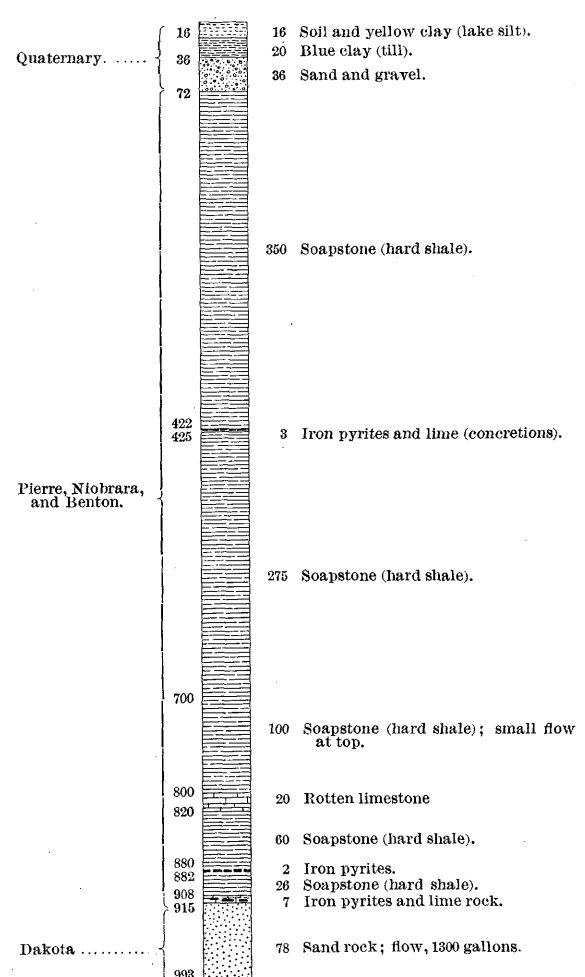 16 16 Soil and yellow clay (lake silt).
20 Blue clay (till).
Quaternary. ..... 36
36 Sand and gravel.
72
350 Soapstone (hard shale).
422
425 3 Iron pyrites and lime (concretions).
Pierre, Niobrara,
and Benton.
275 Soapstone (hard shale).
700
100 Soapstone (hard shale); small flow
at top.
800
20 Rotten limestone
820
60 Soapstone (hard shale).
880 2 Iron pyrites.
882 26 Soapstone (hard shale).
908 7 Iron pyrites and lime rock.
915
Dakota .......... 78 Sand rock; flow, 1300 gallons.
993